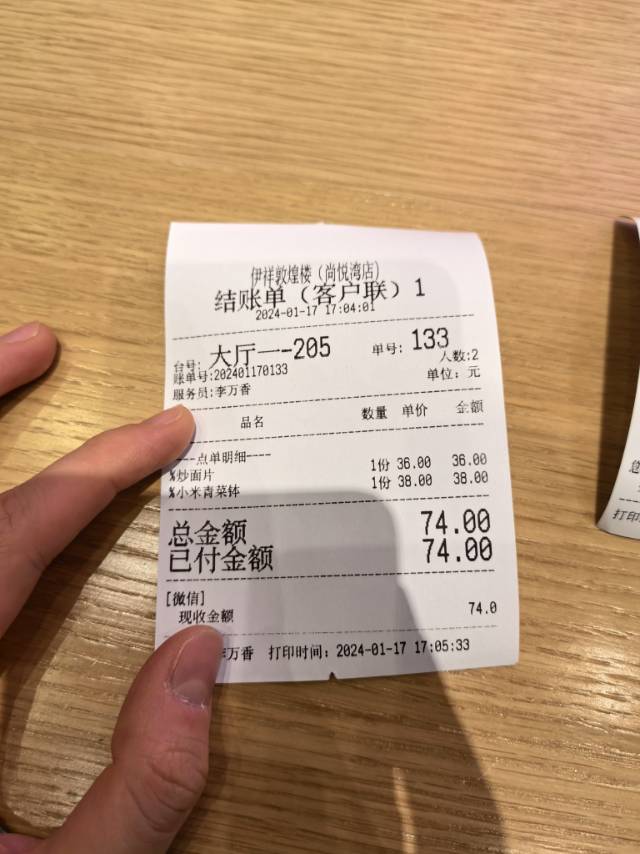 伊祥敦煌楼（尚悦湾店）
结账单（客户联）1
2024-01-17 17:04:01
台号: 大厅一-205 单号: 133
账单号:202401170133 人数:2
服务员:李万香 单位: 元
品名 数量 单价 金额
----点单明细----
%炒面片 1份 36.00 36.00
%小米青菜钵 1份 38.00 38.00
总金额 74.00
已付金额 74.00
[微信]
现收金额 74.0
李万香 打印时间: 2024-01-17 17:05:33
打印